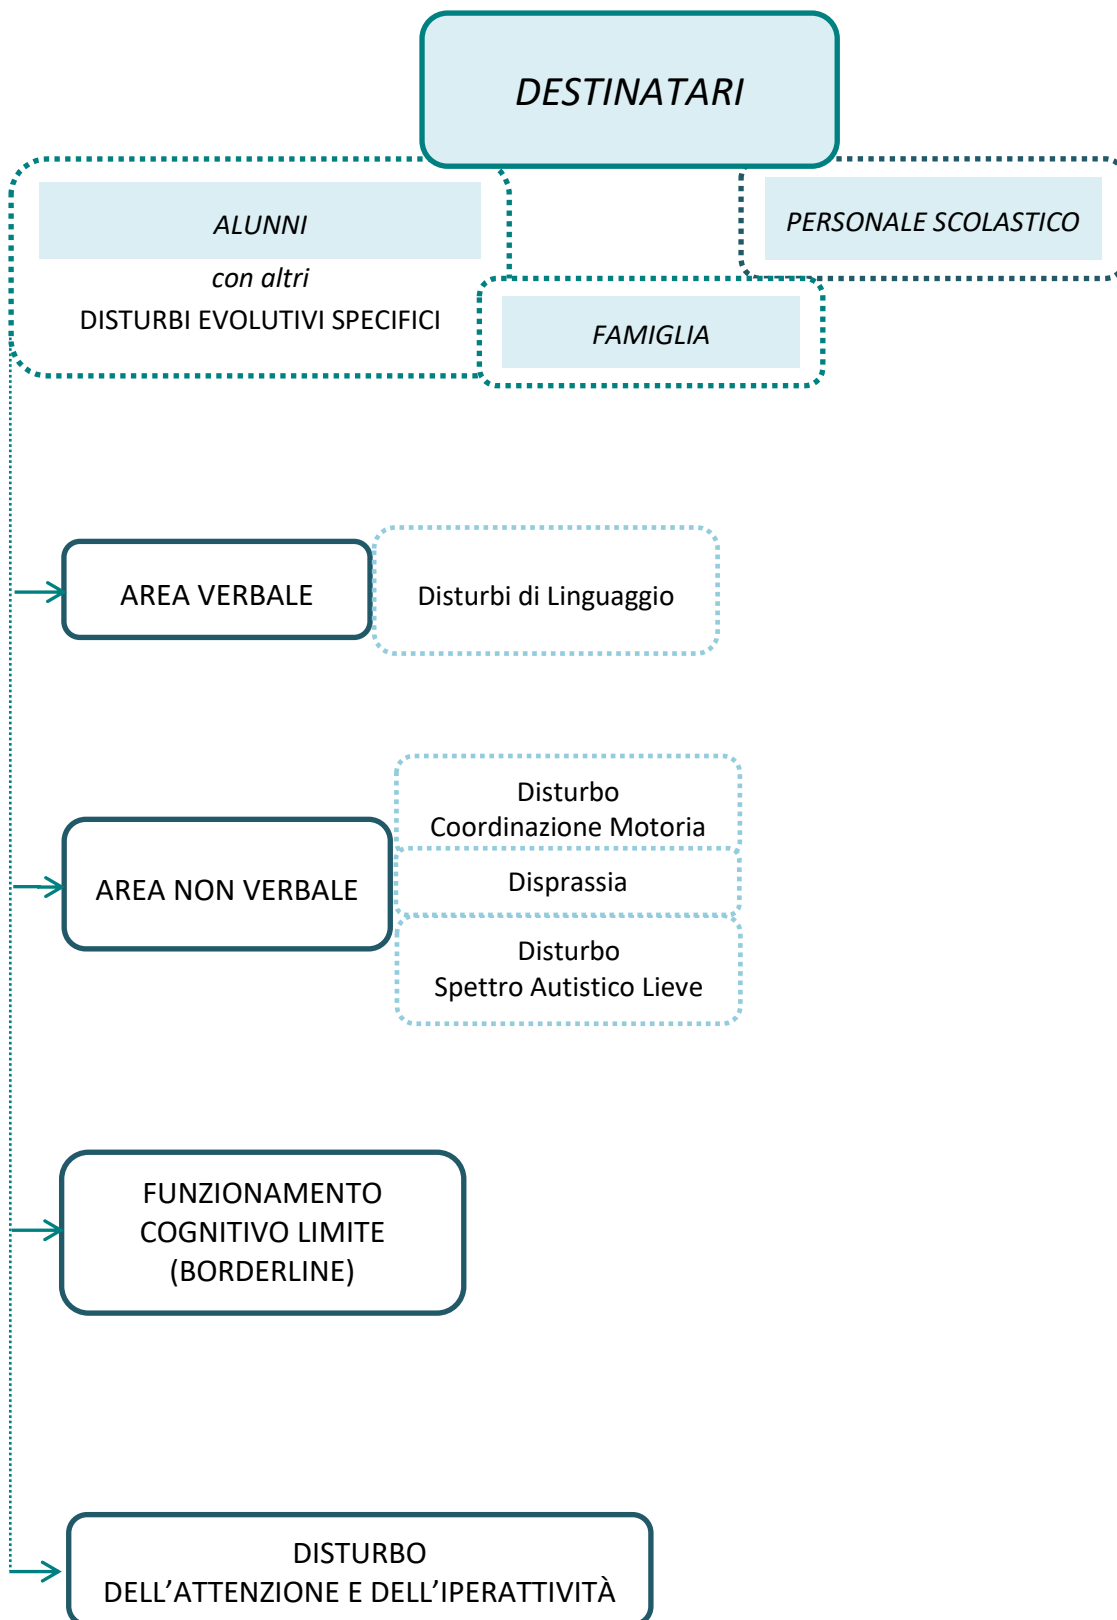 DESTINATARI
ALUNNI
con altri
DISTURBI EVOLUTIVI SPECIFICI
PERSONALE SCOLASTICO
FAMIGLIA
AREA VERBALE
Disturbi di Linguaggio
AREA NON VERBALE
Disturbo
Coordinazione Motoria
Disprassia
Disturbo
Spettro Autistico Lieve
FUNZIONAMENTO
COGNITIVO LIMITE
(BORDERLINE)
DISTURBO
DELL’ATTENZIONE E DELL’IPERATTIVITÀ